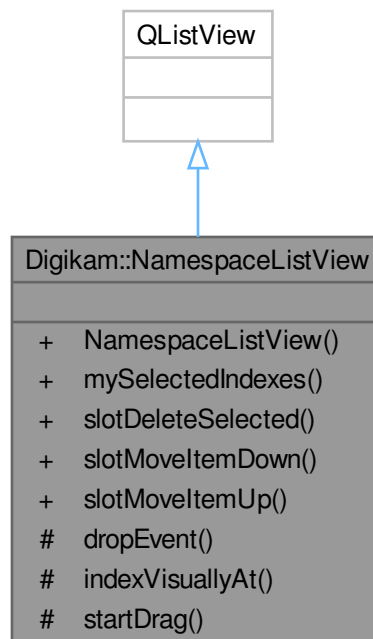 QListView
Digikam::NamespaceListView
+ NamespaceListView()
+ mySelectedIndexes()
+ slotDeleteSelected()
+ slotMoveItemDown()
+ slotMoveItemUp()
# dropEvent()
# indexVisuallyAt()
# startDrag()